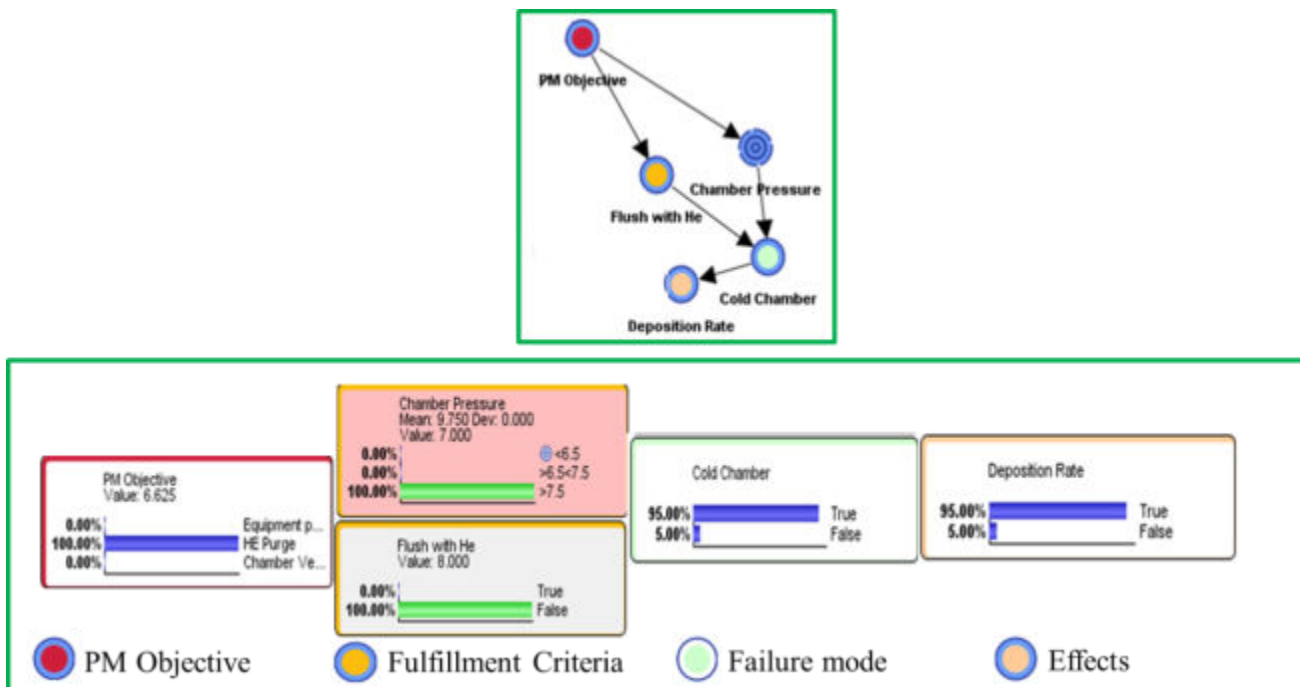 PM Objective
Chamber Pressure
Flush with He
Cold Chamber
Deposition Rate
PM Objective
Value: 6.625
0.00% Equipment p...
100.00% HE Purge
0.00% Chamber Ve...
Chamber Pressure
Mean: 9.750 Dev: 0.000
Value: 7.000
0.00% <6.5
0.00% >6.5<7.5
100.00% >7.5
Flush with He
Value: 8.000
0.00% True
100.00% False
Cold Chamber
95.00% True
5.00% False
Deposition Rate
95.00% True
5.00% False
PM Objective
Fulfillment Criteria
Failure mode
Effects